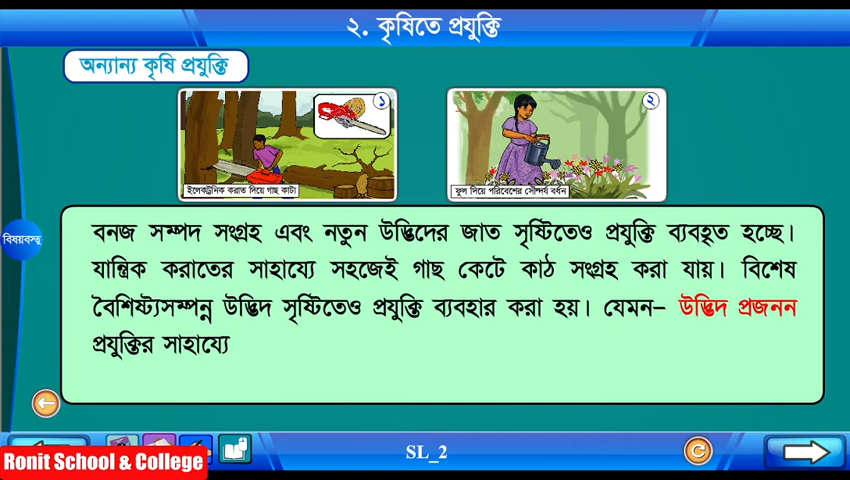 ২. কৃষিতে প্রযুক্তি
অন্যান্য কৃষি প্রযুক্তি
১
ইলেকট্রনিক করাত দিয়ে গাছ কাটা
২
ফুল দিয়ে পরিবেশের সৌন্দর্য বর্ধন
বিষয়বস্তু
বনজ সম্পদ সংগ্রহ এবং নতুন উদ্ভিদের জাত সৃষ্টিতেও প্রযুক্তি ব্যবহৃত হচ্ছে।
যান্ত্রিক করাতের সাহায্যে সহজেই গাছ কেটে কাঠ সংগ্রহ করা যায়। বিশেষ
বৈশিষ্ট্যসম্পন্ন উদ্ভিদ সৃষ্টিতেও প্রযুক্তি ব্যবহার করা হয়। যেমন– উদ্ভিদ প্রজনন
প্রযুক্তির সাহায্যে
SL_2
Ronit School & College